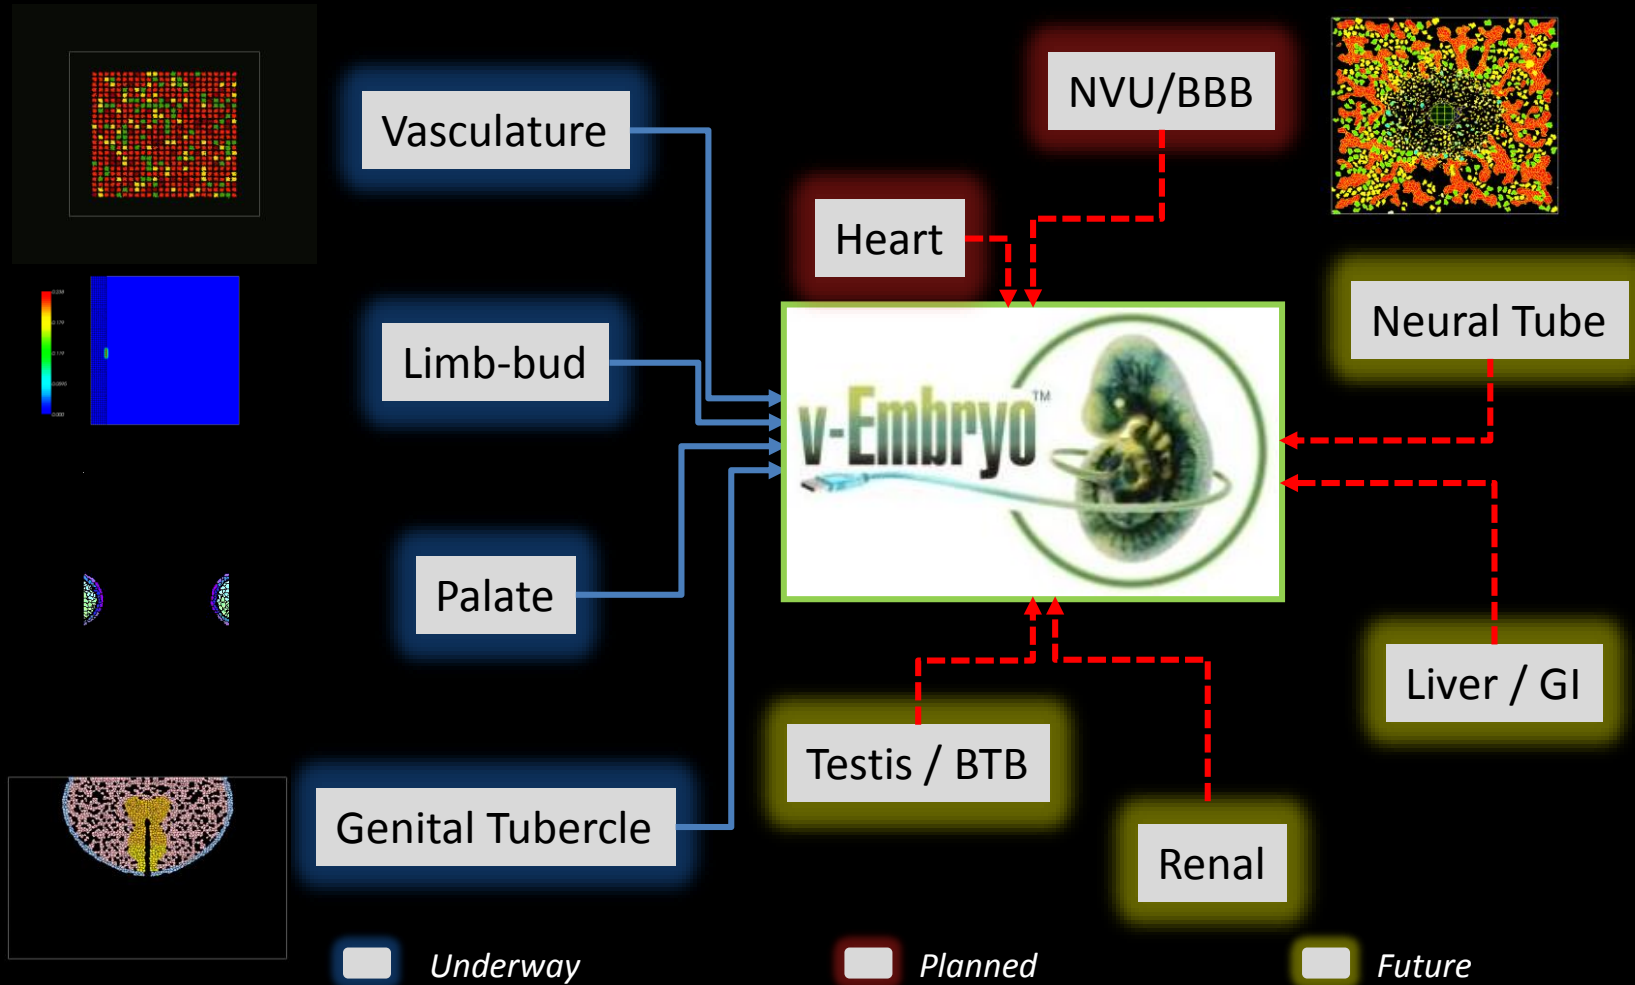 NVU/BBB
Vasculature
Heart
Neural Tube
Limb-bud
v-Embryo™
Palate
Liver / GI
Testis / BTB
Genital Tubercle
Renal
Underway
Planned
Future